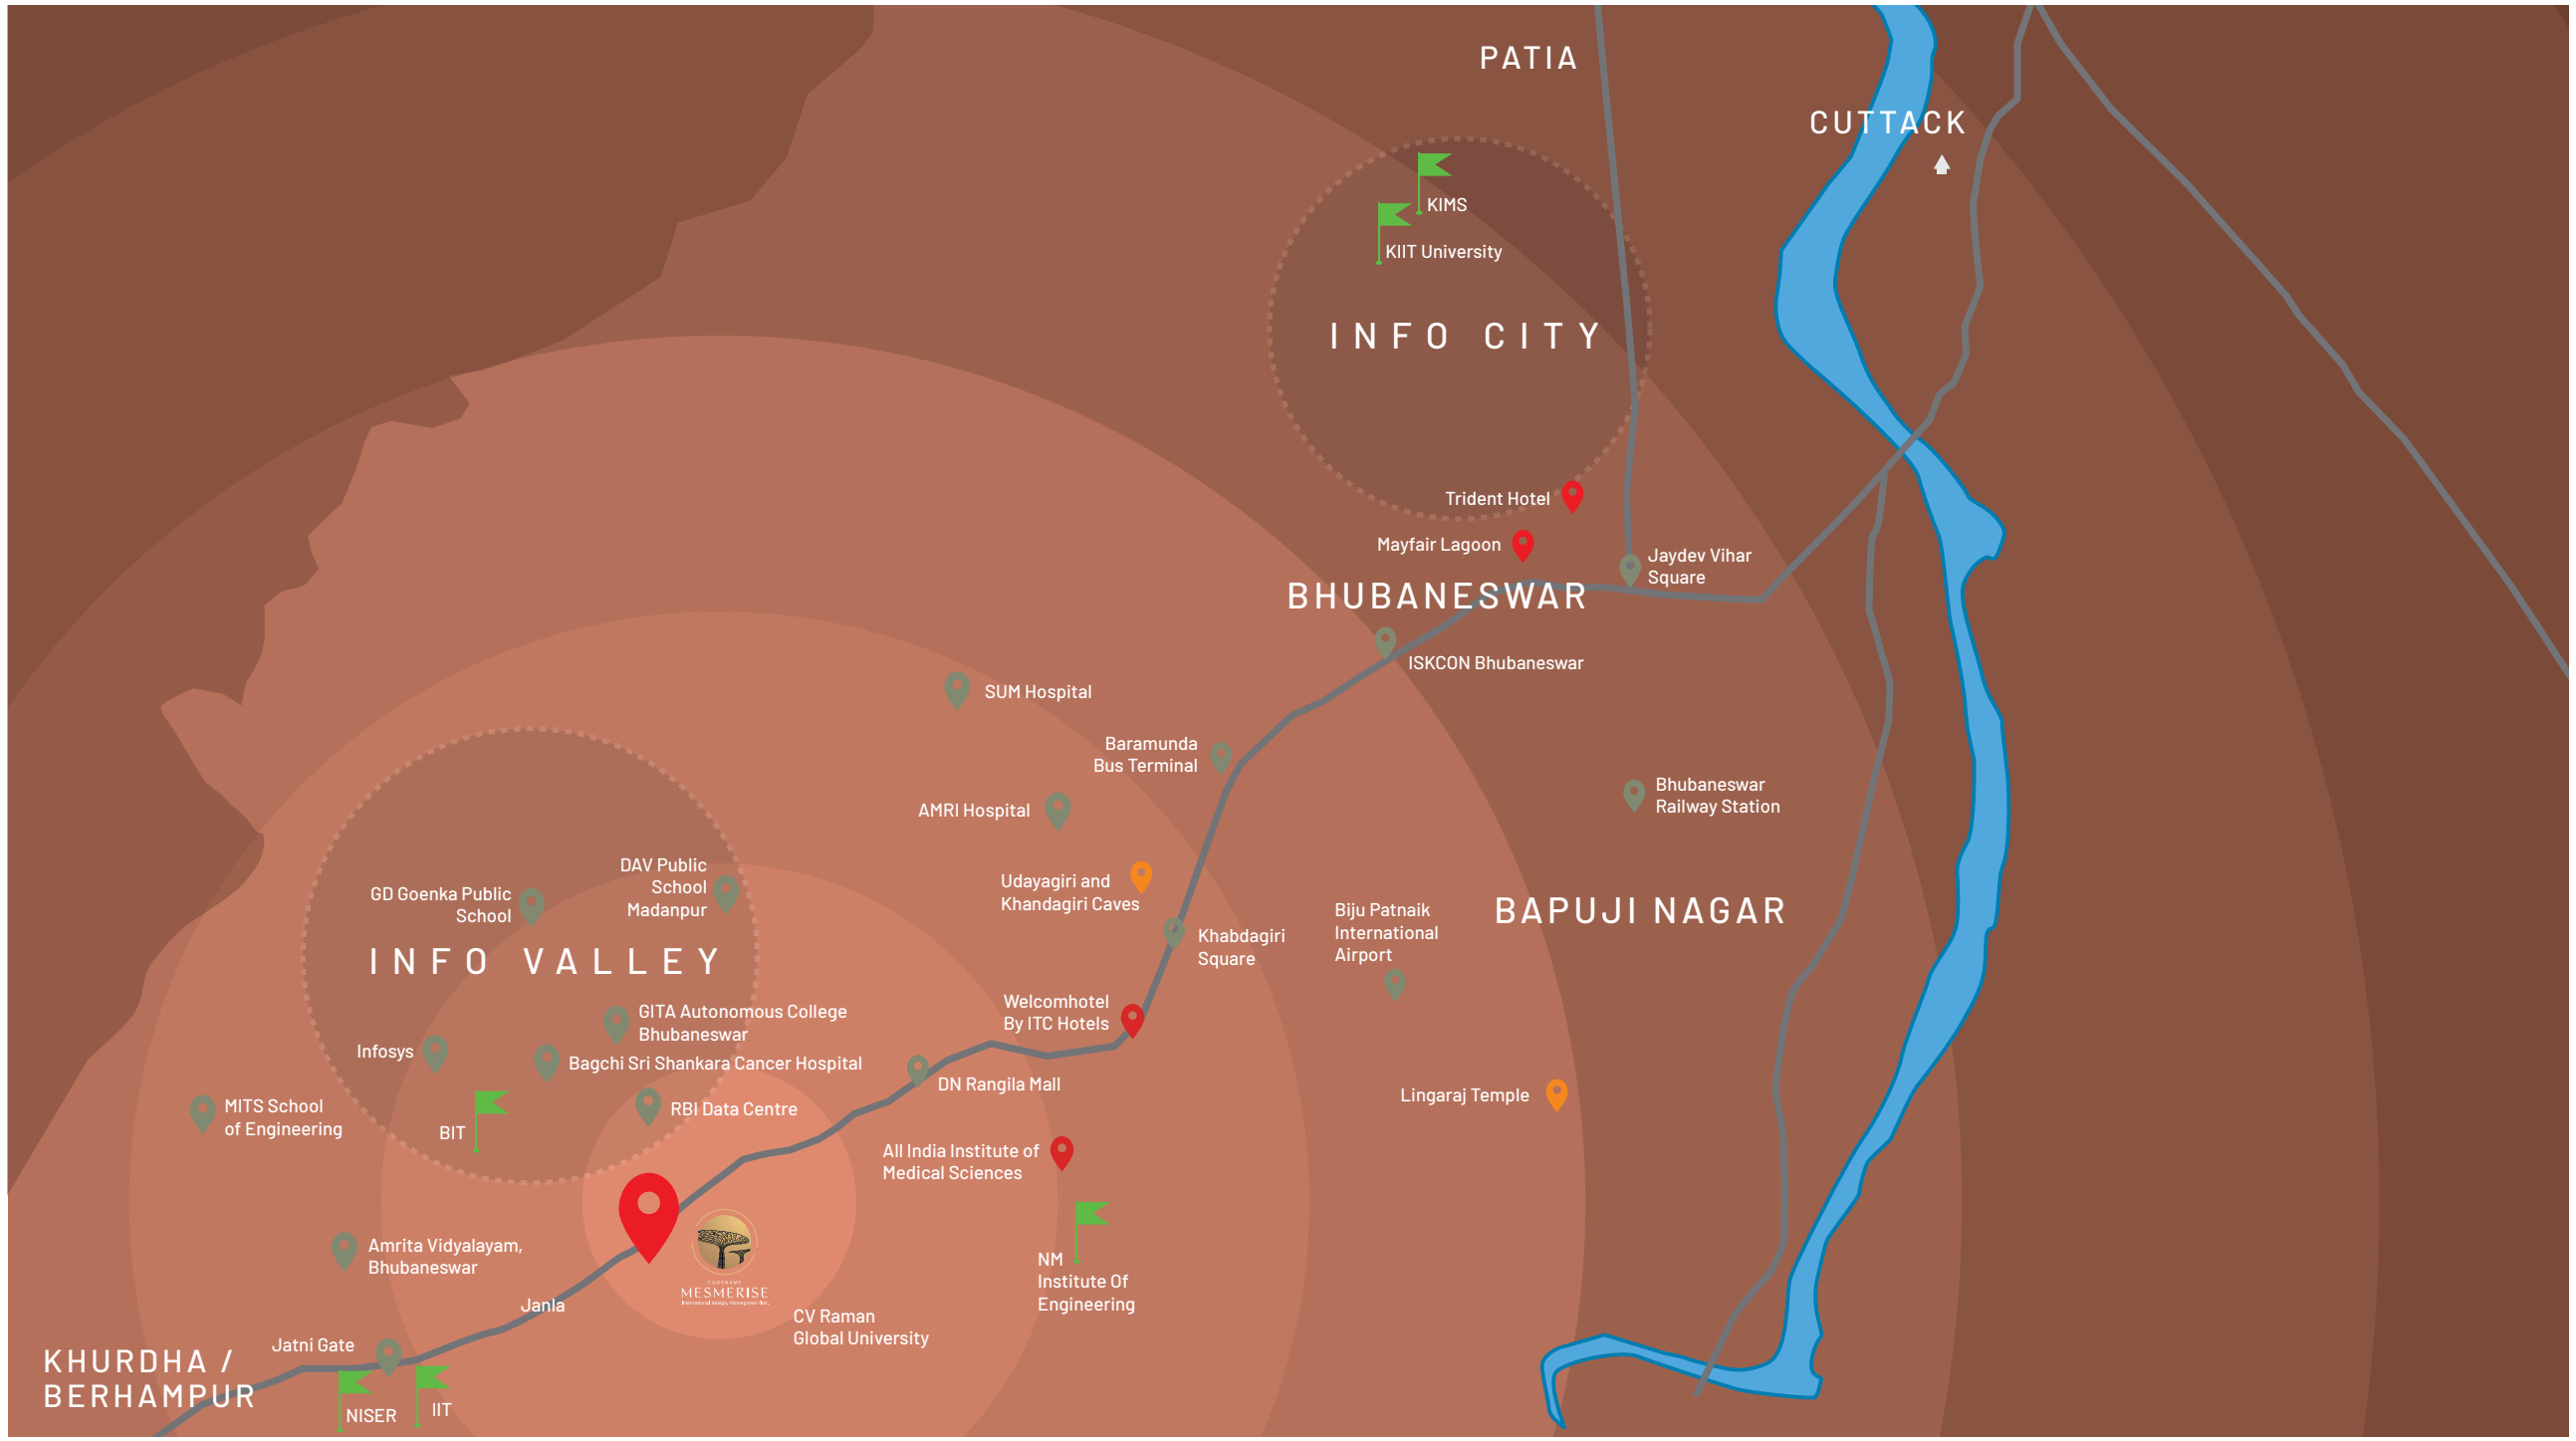 PATIA
CUTTACK
KIMS
KIIT University
INFO CITY
Trident Hotel
Mayfair Lagoon
Jaydev Vihar
Square
BHUBANESWAR
ISKCON Bhubaneswar
SUM Hospital
Baramunda
Bus Terminal
Bhubaneswar
Railway Station
AMRI Hospital
DAV Public
School
Madanpur
GD Goenka Public
School
Udayagiri and
Khandagiri Caves
Biju Patnaik
International
Airport
BAPUJI NAGAR
Khabdagiri
Square
INFO VALLEY
Welcomhotel
By ITC Hotels
GITA Autonomous College
Bhubaneswar
Infosys
Bagchi Sri Shankara Cancer Hospital
DN Rangila Mall
Lingaraj Temple
MITS School
of Engineering
RBI Data Centre
BIT
All India Institute of
Medical Sciences
Amrita Vidyalayam,
Bhubaneswar
NM
Institute Of
Engineering
CODENAME
MESMERISE
International design, Homegrown Bliss.
Janla
CV Raman
Global University
Jatni Gate
KHURDHA /
BERHAMPUR
NISER
IIT